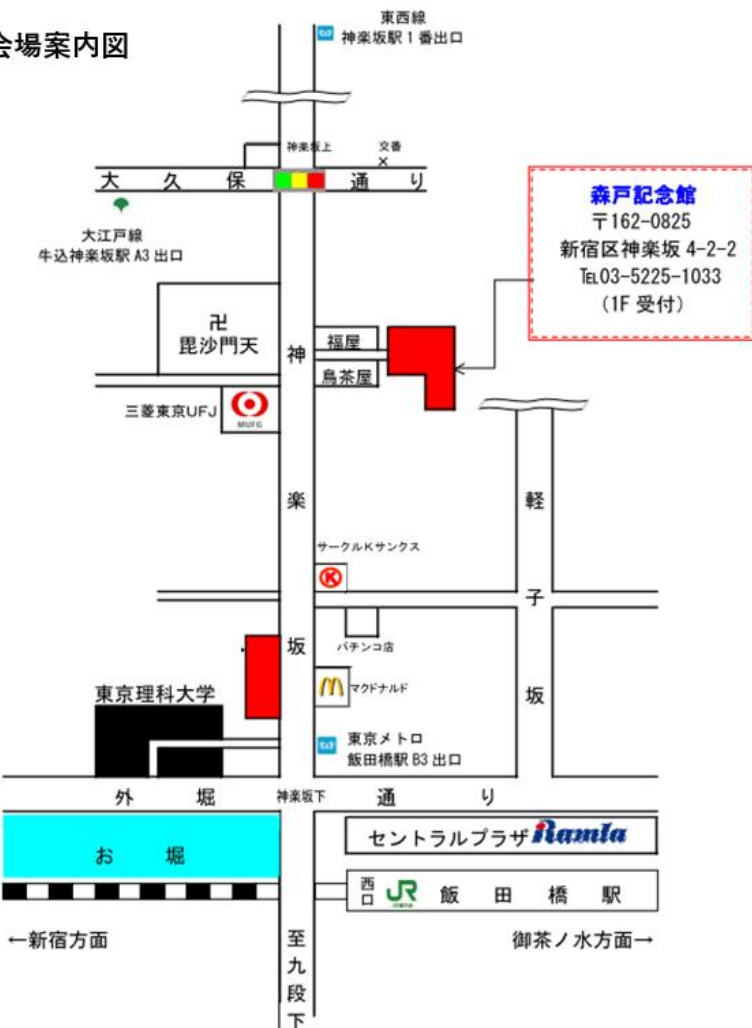 会場案内図
東西線
神楽坂駅1番出口
神楽坂上
交番
×
大久保通り
大江戸線
牛込神楽坂駅 A3 出口
森戸記念館
〒162-0825
新宿区神楽坂 4-2-2
℡03-5225-1033
(1F 受付)
卍
毘沙門天
福屋
鳥茶屋
三菱東京UFJ
MUFG
神楽坂
軽子坂
サークルKサンクス
K
パチンコ店
マクドナルド
東京理科大学
東京メトロ
飯田橋駅 B3 出口
外堀通り
神楽坂下
お堀
セントラルプラザ Ramla
西口
JR
飯田橋駅
←新宿方面
御茶ノ水方面→
至九段下